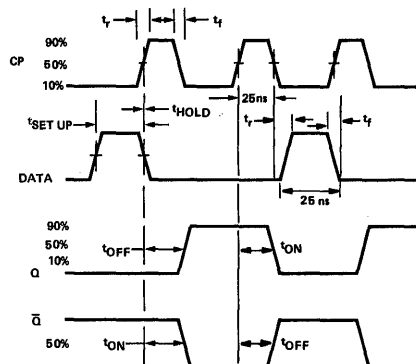 tr tf
90%
CP 50%
10%
tHOLD 25ns
tSET UP tr tf
DATA
25 ns
90%
50% tOFF tON
10%
Q
Q̅
50% tON tOFF